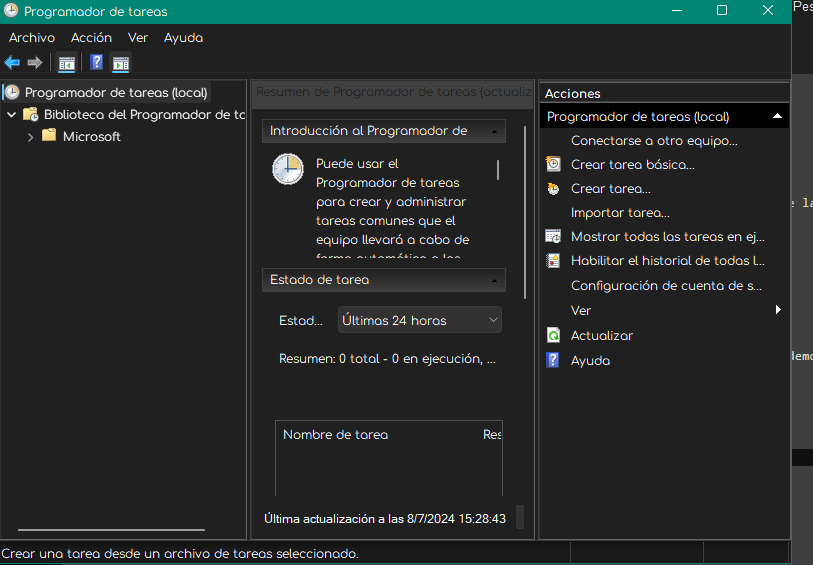 Programador de tareas
Archivo Acción Ver Ayuda
Programador de tareas (local)
Biblioteca del Programador de tc
Microsoft
Resumen de Programador de tareas (actualiz
Introducción al Programador de
Puede usar el
Programador de tareas
para crear y administrar
tareas comunes que el
equipo llevará a cabo de
forma automática a las
Estado de tarea
Estad... Últimas 24 horas
Resumen: 0 total - 0 en ejecución, ...
Nombre de tarea Res
Última actualización a las 8/7/2024 15:28:43
Acciones
Programador de tareas (local)
Conectarse a otro equipo...
Crear tarea básica...
Crear tarea...
Importar tarea...
Mostrar todas las tareas en ej...
Habilitar el historial de todas l...
Configuración de cuenta de s...
Ver
Actualizar
Ayuda
Crear una tarea desde un archivo de tareas seleccionado.
Pes
e la
demo